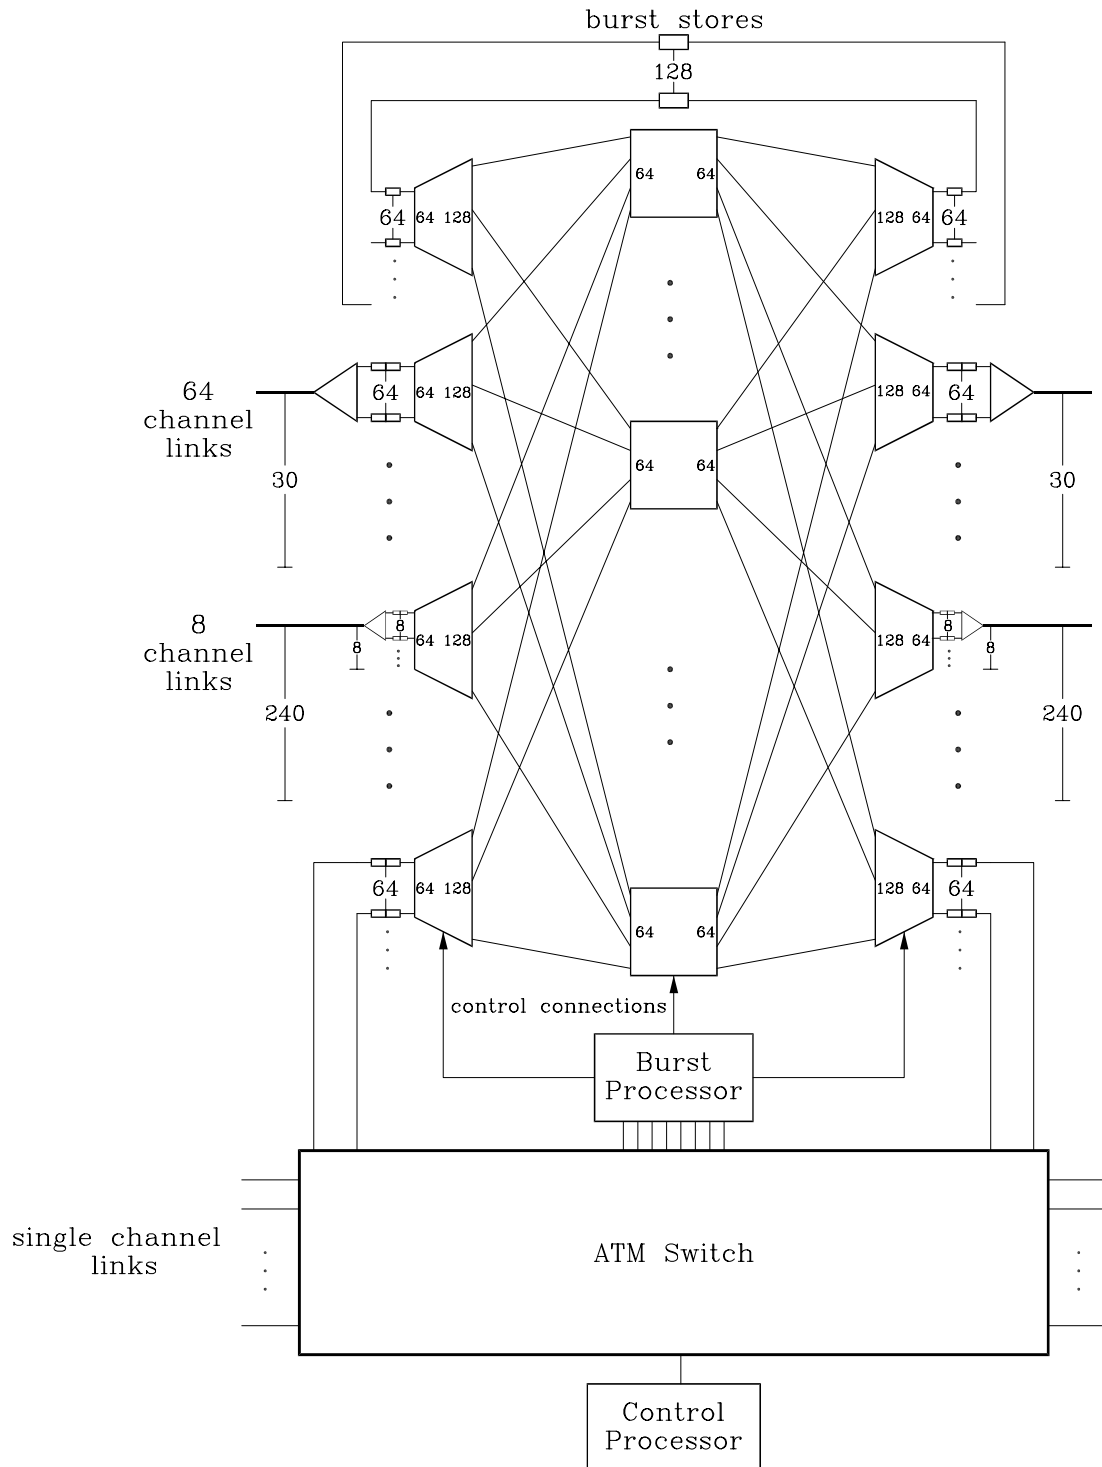 burst stores
128
64 64
64 64 128 128 64 64
64
channel
links
64 64 128 128 64 64
30 64 64 30
8
channel
links
8 8
8 64 128 128 64 8
240 240
64 64 128 128 64 64
64 64
control connections
Burst
Processor
single channel
links
ATM Switch
Control
Processor